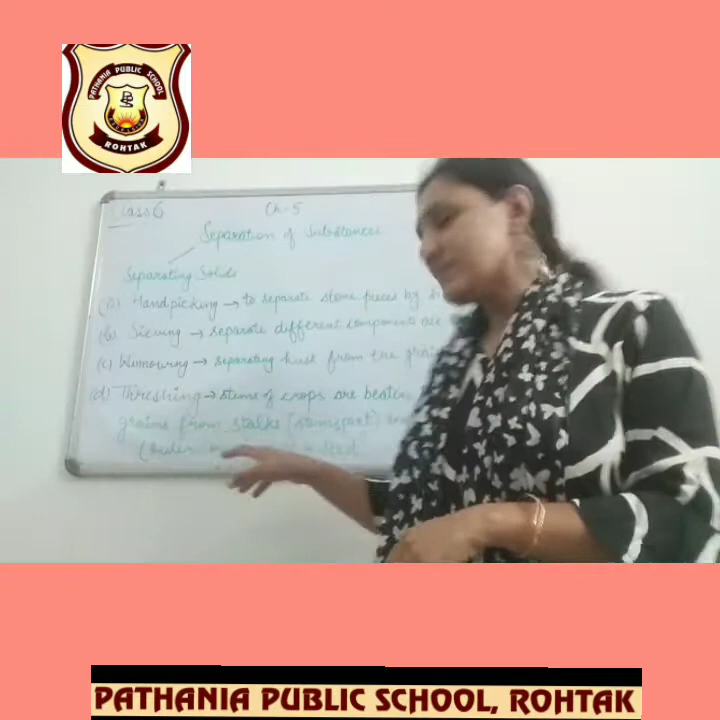 PATHANIA PUBLIC SCHOOL
ROHTAK
Class 6 Ch-5
Separation of Substances
Separating Solids
(a) Handpicking → to separate stone pieces by
(b) Sieving → separate different components are
(c) Winnowing → separating husk from the grains
(d) Threshing → stems of crops are beaten
grains from stalks (stempart)
PATHANIA PUBLIC SCHOOL, ROHTAK